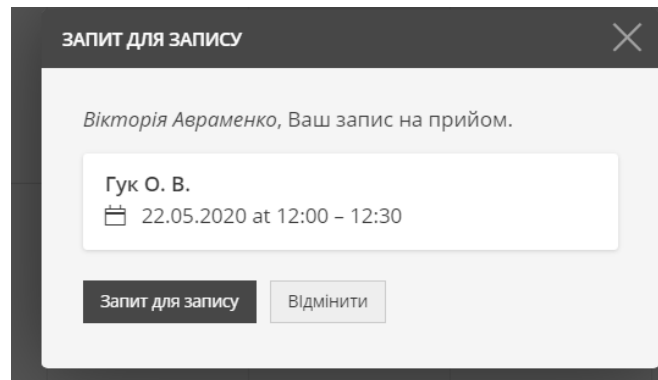 ЗАПИТ ДЛЯ ЗАПИСУ
Вікторія Авраменко, Ваш запис на прийом.
Гук О. В.
22.05.2020 at 12:00 – 12:30
Запит для запису
ВІдмінити